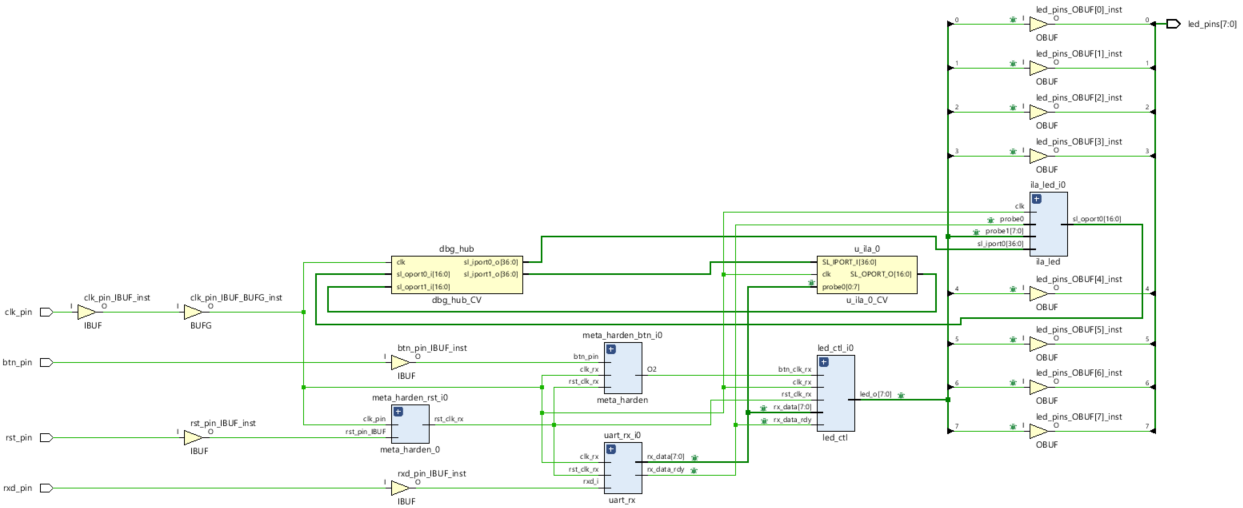 led_pins_OBUF[0]_inst
0 I O 0
led_pins[7:0]
OBUF
led_pins_OBUF[1]_inst
1 I O 1
OBUF
led_pins_OBUF[2]_inst
2 I O 2
OBUF
led_pins_OBUF[3]_inst
3 I O 3
OBUF
ila_led_i0
clk
probe0
probe1[7:0]
sl_iport0[36:0]
sl_oport0[16:0]
ila_led
dbg_hub
clk
sl_oport0_i[16:0]
sl_oport1_i[16:0]
sl_iport0_o[36:0]
sl_iport1_o[36:0]
dbg_hub_CV
u_ila_0
SL_IPORT_I[36:0]
clk
probe0[0:7]
SL_OPORT_O[16:0]
u_ila_0_CV
led_pins_OBUF[4]_inst
4 I O 4
OBUF
clk_pin
clk_pin_IBUF_inst
I O
IBUF
clk_pin_IBUF_BUFG_inst
I O
BUFG
led_pins_OBUF[5]_inst
5 I O 5
OBUF
btn_pin
btn_pin_IBUF_inst
I O
IBUF
meta_harden_btn_i0
btn_pin
clk_rx
rst_clk_rx
O2
meta_harden
led_ctl_i0
btn_clk_rx
clk_rx
rst_clk_rx
rx_data[7:0]
rx_data_rdy
led_o[7:0]
led_ctl
led_pins_OBUF[6]_inst
6 I O 6
OBUF
meta_harden_rst_i0
clk_pin
rst_pin_IBUF
rst_clk_rx
meta_harden_0
led_pins_OBUF[7]_inst
7 I O 7
OBUF
rst_pin
rst_pin_IBUF_inst
I O
IBUF
uart_rx_i0
clk_rx
rst_clk_rx
rxd_i
rx_data[7:0]
rx_data_rdy
uart_rx
rxd_pin
rxd_pin_IBUF_inst
I O
IBUF